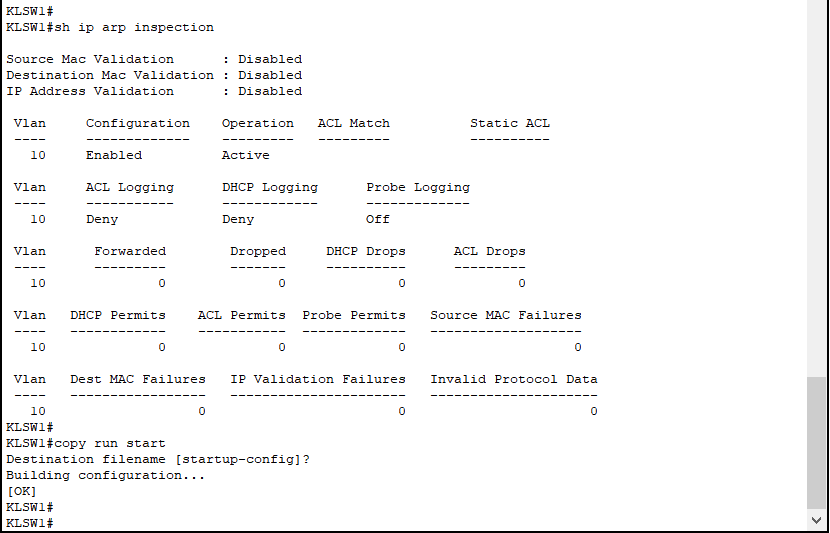 KLSW1#
KLSW1#sh ip arp inspection
Source Mac Validation      : Disabled
Destination Mac Validation : Disabled
IP Address Validation      : Disabled
 Vlan     Configuration    Operation   ACL Match          Static ACL
 ----     -------------    ---------   ---------          ----------
   10     Enabled          Active
 Vlan     ACL Logging      DHCP Logging      Probe Logging
 ----     -----------      ------------      -------------
   10     Deny             Deny              Off
 Vlan      Forwarded        Dropped     DHCP Drops      ACL Drops
 ----      ---------        -------     ----------      ---------
   10              0              0              0              0
 Vlan   DHCP Permits    ACL Permits  Probe Permits   Source MAC Failures
 ----   ------------    -----------  -------------   -------------------
   10              0              0              0                     0
 Vlan   Dest MAC Failures   IP Validation Failures   Invalid Protocol Data
 ----   -----------------   ----------------------   ---------------------
   10                   0                        0                       0
KLSW1#
KLSW1#copy run start
Destination filename [startup-config]?
Building configuration...
[OK]
KLSW1#
KLSW1#